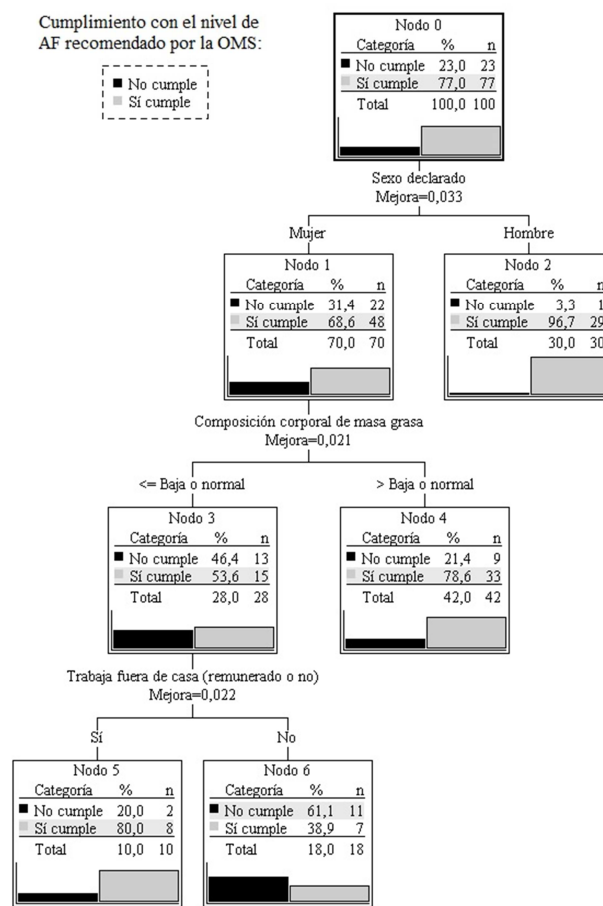 Cumplimiento con el nivel de
AF recomendado por la OMS:
No cumple
Sí cumple
Nodo 0
Categoría % n
No cumple 23,0 23
Sí cumple 77,0 77
Total 100,0 100
Sexo declarado
Mejora=0,033
Mujer Hombre
Nodo 1
Categoría % n
No cumple 31,4 22
Sí cumple 68,6 48
Total 70,0 70
Nodo 2
Categoría % n
No cumple 3,3 1
Sí cumple 96,7 29
Total 30,0 30
Composición corporal de masa grasa
Mejora=0,021
<= Baja o normal > Baja o normal
Nodo 3
Categoría % n
No cumple 46,4 13
Sí cumple 53,6 15
Total 28,0 28
Nodo 4
Categoría % n
No cumple 21,4 9
Sí cumple 78,6 33
Total 42,0 42
Trabaja fuera de casa (remunerado o no)
Mejora=0,022
Sí No
Nodo 5
Categoría % n
No cumple 20,0 2
Sí cumple 80,0 8
Total 10,0 10
Nodo 6
Categoría % n
No cumple 61,1 11
Sí cumple 38,9 7
Total 18,0 18